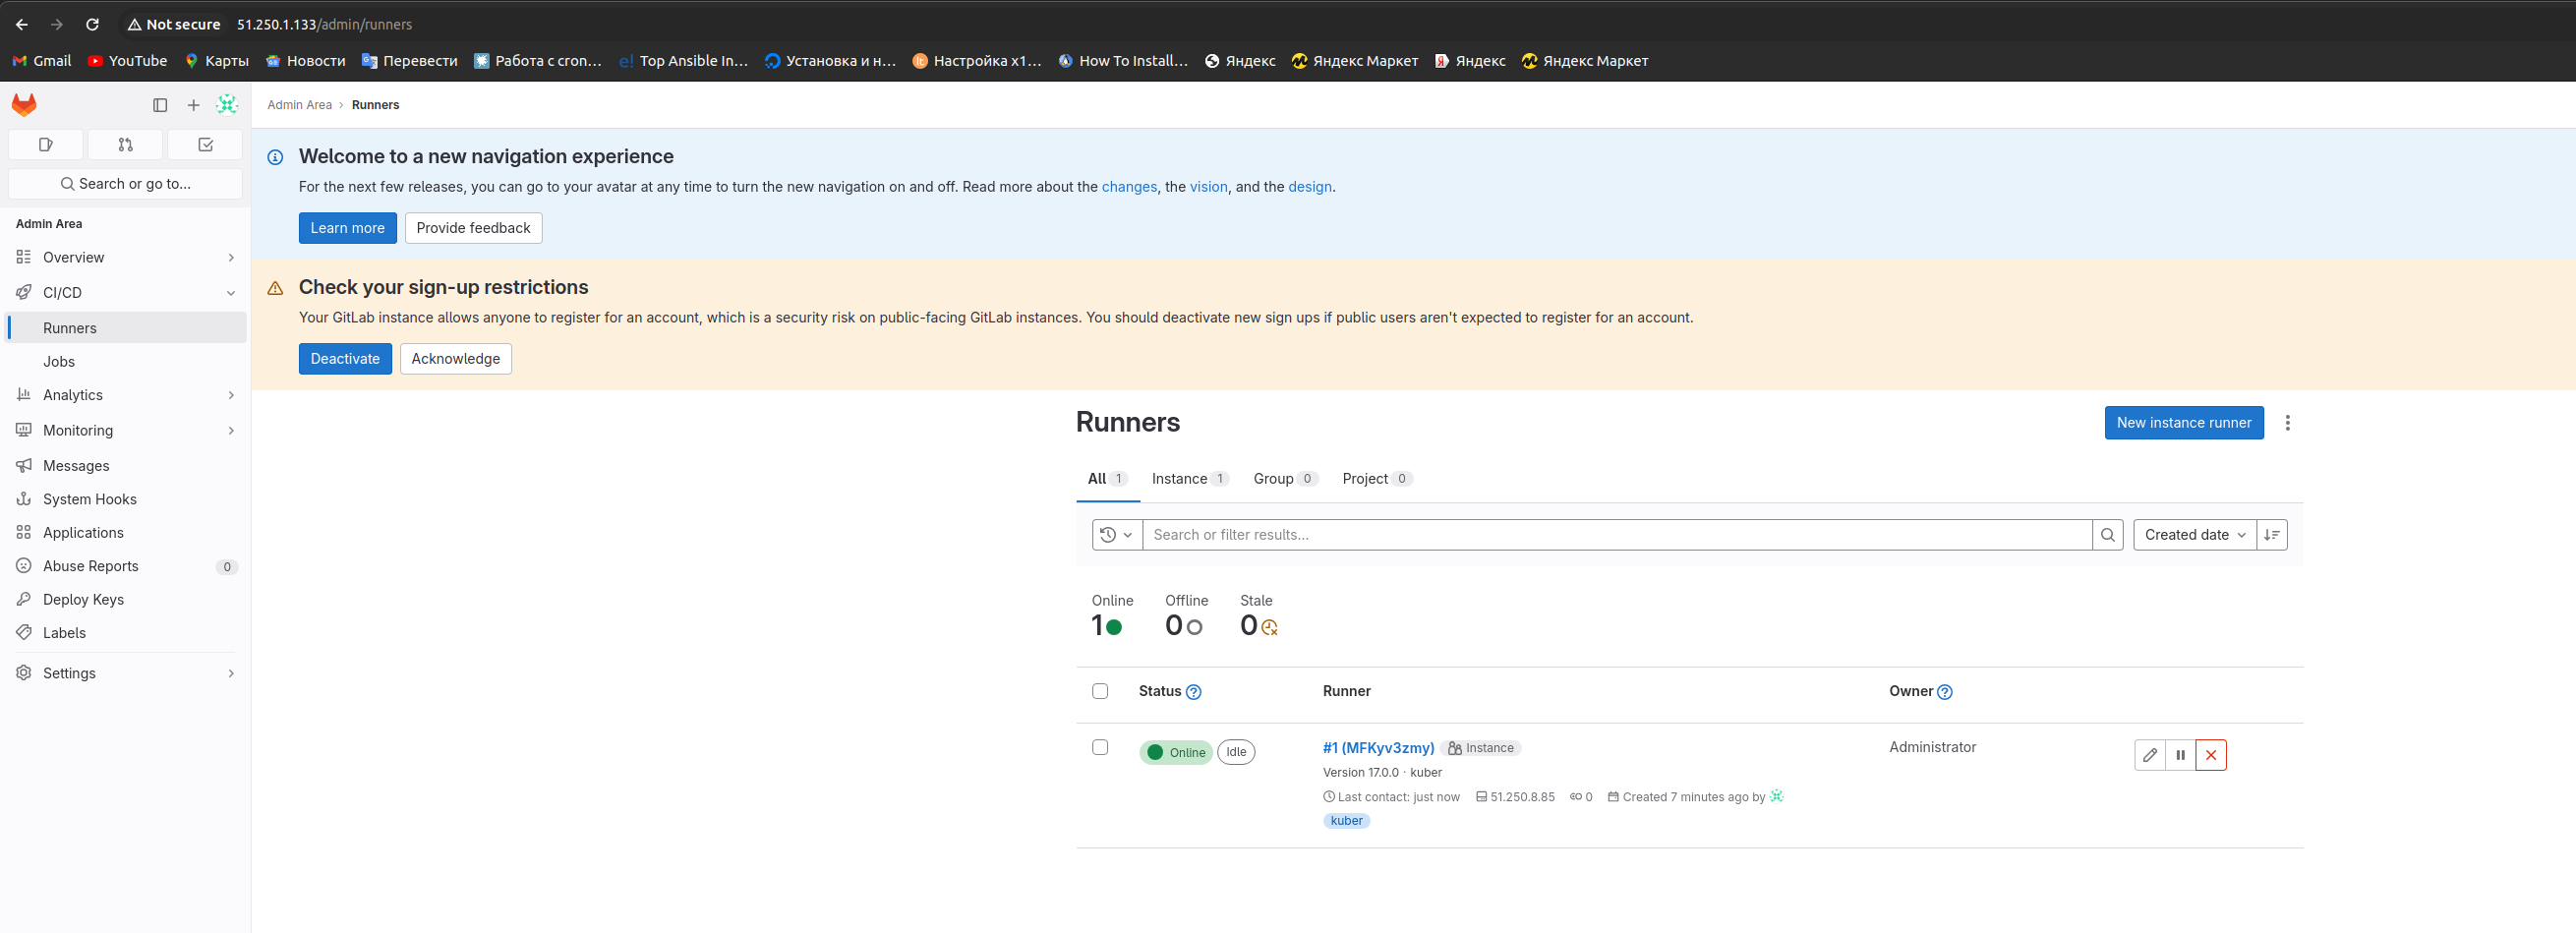 Not secure 51.250.1.133/admin/runners
Gmail YouTube Карты Новости Перевести Работа с cron... Top Ansible In... Установка и н... Настройка x1... How To Install... Яндекс Яндекс Маркет Яндекс Яндекс Маркет
Admin Area › Runners
Search or go to...
Admin Area
Overview
CI/CD
Runners
Jobs
Analytics
Monitoring
Messages
System Hooks
Applications
Abuse Reports 0
Deploy Keys
Labels
Settings
Welcome to a new navigation experience
For the next few releases, you can go to your avatar at any time to turn the new navigation on and off. Read more about the changes, the vision, and the design.
Learn more Provide feedback
Check your sign-up restrictions
Your GitLab instance allows anyone to register for an account, which is a security risk on public-facing GitLab instances. You should deactivate new sign ups if public users aren't expected to register for an account.
Deactivate Acknowledge
Runners New instance runner
All 1 Instance 1 Group 0 Project 0
Search or filter results... Created date
Online Offline Stale
1 0 0
Status Runner Owner
Online Idle #1 (MFKyv3zmy) Instance Administrator
Version 17.0.0 · kuber
Last contact: just now 51.250.8.85 0 Created 7 minutes ago by
kuber